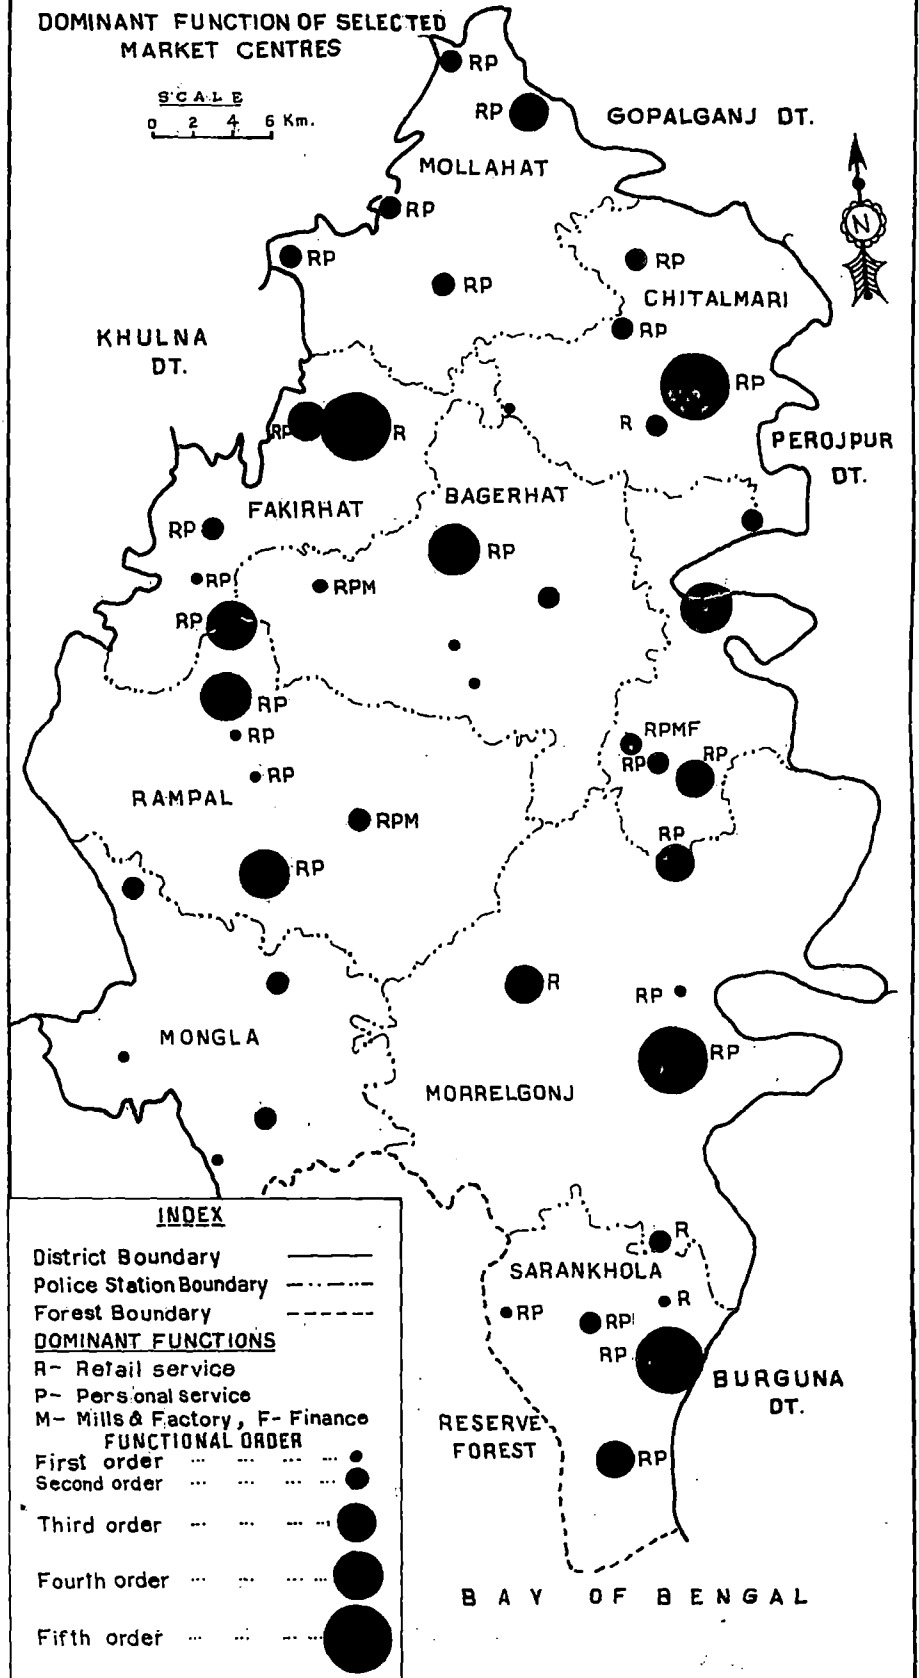 DOMINANT FUNCTION OF SELECTED
MARKET CENTRES
SCALE
0 2 4 6 Km.
RP
RP
GOPALGANJ DT.
MOLLAHAT
N
RP
RP
RP
RP
CHITALMARI
KHULNA
DT.
RP
RP
R
RP
R
PEROJPUR
DT.
FAKIRHAT
BAGERHAT
RP
RP
RP
RPM
RP
RP
RPMF
RP
RP
RP
RP
RAMPAL
RPM
RP
RP
R
RP
MONGLA
RP
MORRELGONJ
R
SARANKHOLA
R
RP
RP
RP
BURGUNA
DT.
RESERVE
FOREST
RP
BAY OF BENGAL
INDEX
District Boundary
Police Station Boundary
Forest Boundary
DOMINANT FUNCTIONS
R- Retail service
P- Personal service
M- Mills & Factory, F- Finance
FUNCTIONAL ORDER
First order
Second order
Third order
Fourth order
Fifth order